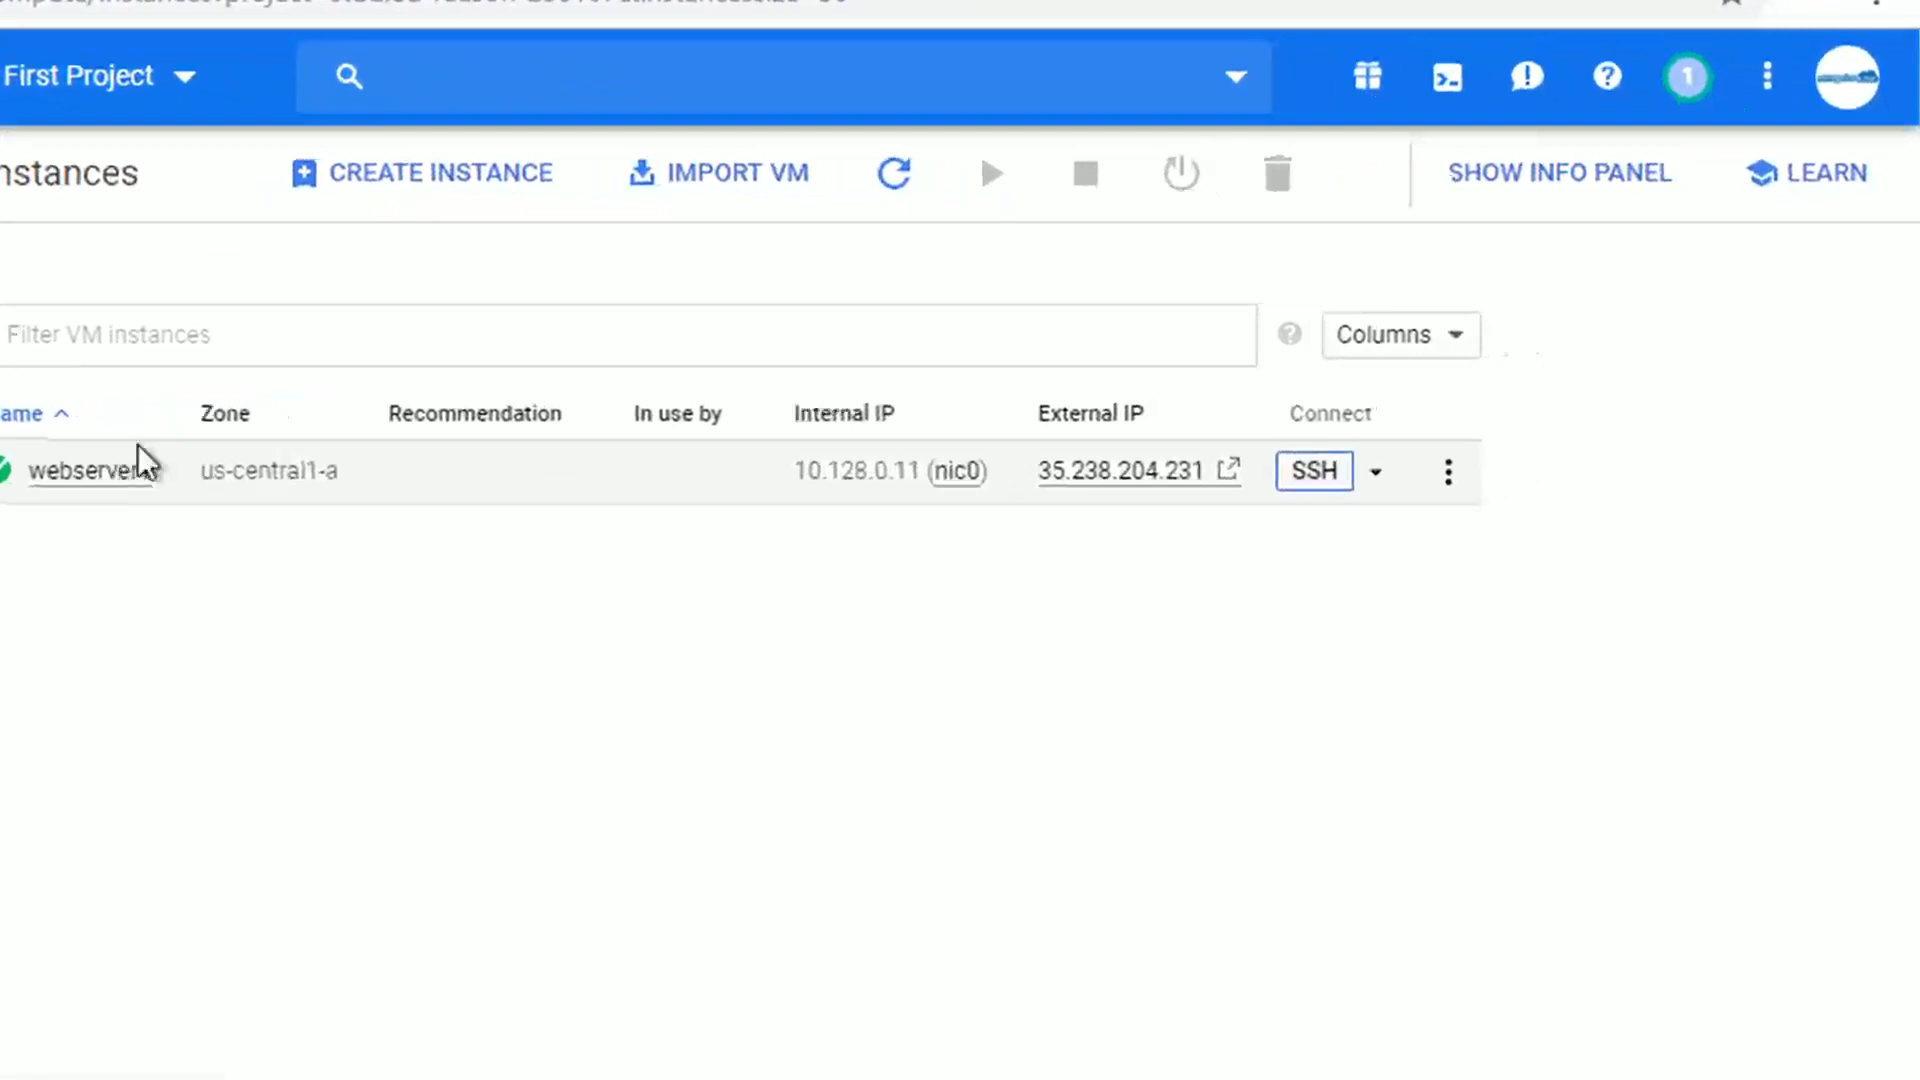 First Project
1
nstances CREATE INSTANCE IMPORT VM SHOW INFO PANEL LEARN
Filter VM instances Columns
ame Zone Recommendation In use by Internal IP External IP Connect
webserver us-central1-a 10.128.0.11 (nic0) 35.238.204.231 SSH